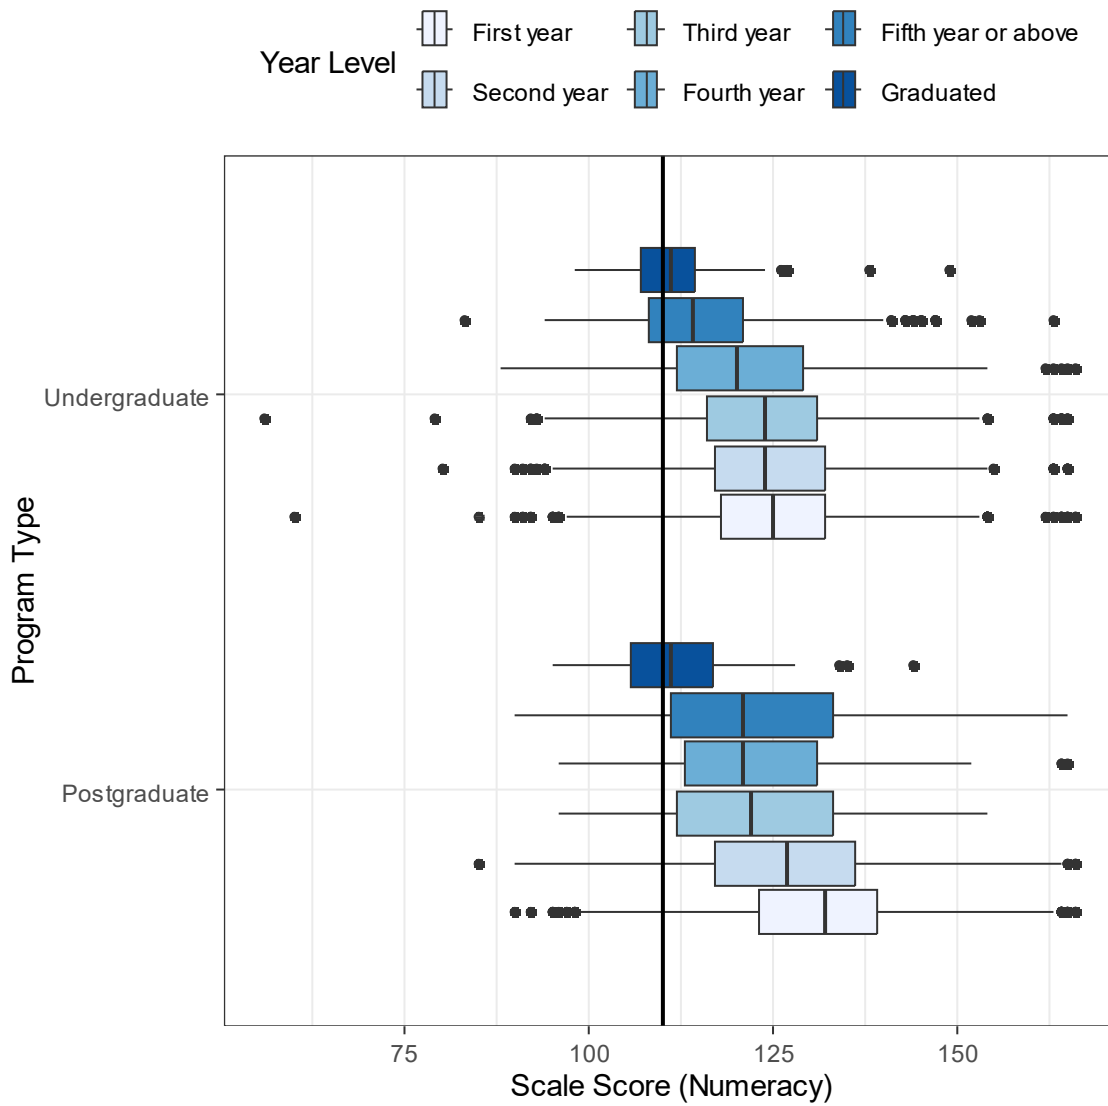 Year Level
First year
Third year
Fifth year or above
Second year
Fourth year
Graduated
Program Type
Undergraduate
Postgraduate
75
100
125
150
Scale Score (Numeracy)